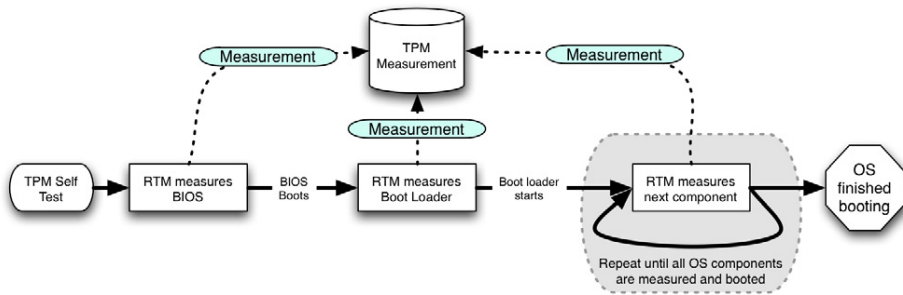 Measurement
TPM
Measurement
Measurement
Measurement
TPM Self
Test
RTM measures
BIOS
BIOS
Boots
RTM measures
Boot Loader
Boot loader
starts
RTM measures
next component
OS
finished
booting
Repeat until all OS components
are measured and booted